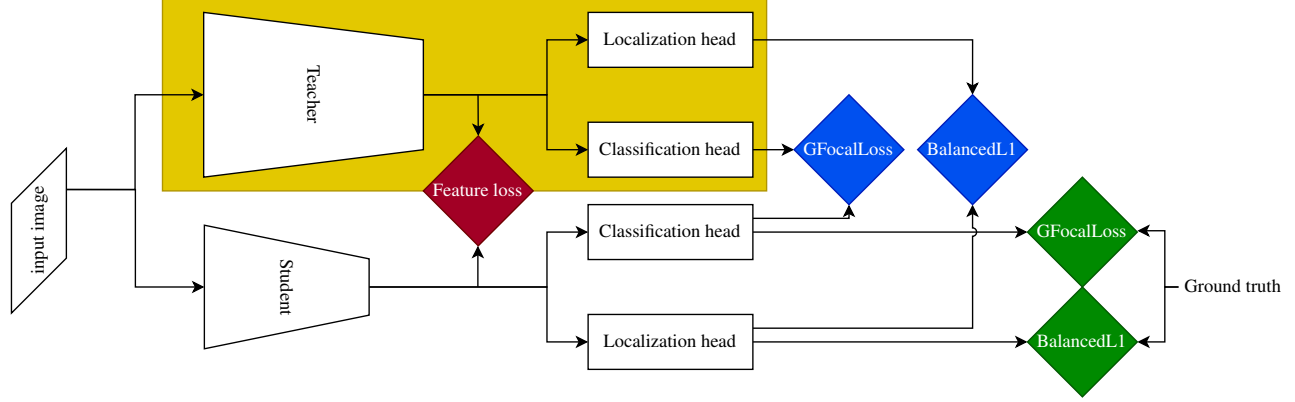 input image
Teacher
Localization head
Classification head
GFocalLoss
BalancedL1
Feature loss
Student
Classification head
Localization head
GFocalLoss
BalancedL1
Ground truth